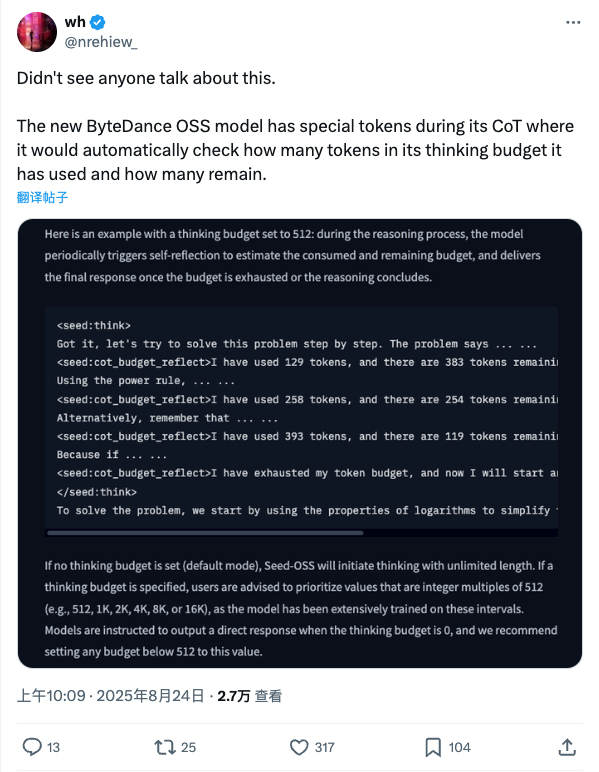 wh
@nrehiew_
Didn't see anyone talk about this.
The new ByteDance OSS model has special tokens during its CoT where
it would automatically check how many tokens in its thinking budget it
has used and how many remain.
翻译帖子
Here is an example with a thinking budget set to 512: during the reasoning process, the model
periodically triggers self-reflection to estimate the consumed and remaining budget, and delivers
the final response once the budget is exhausted or the reasoning concludes.
<seed:think>
Got it, let's try to solve this problem step by step. The problem says ... ...
<seed:cot_budget_reflect>I have used 129 tokens, and there are 383 tokens remaini
Using the power rule, ... ...
<seed:cot_budget_reflect>I have used 258 tokens, and there are 254 tokens remaini
Alternatively, remember that ... ...
<seed:cot_budget_reflect>I have used 393 tokens, and there are 119 tokens remaini
Because if ... ...
<seed:cot_budget_reflect>I have exhausted my token budget, and now I will start a
</seed:think>
To solve the problem, we start by using the properties of logarithms to simplify
If no thinking budget is set (default mode), Seed-OSS will initiate thinking with unlimited length. If a
thinking budget is specified, users are advised to prioritize values that are integer multiples of 512
(e.g., 512, 1K, 2K, 4K, 8K, or 16K), as the model has been extensively trained on these intervals.
Models are instructed to output a direct response when the thinking budget is 0, and we recommend
setting any budget below 512 to this value.
上午10:09 · 2025年8月24日 · 2.7万 查看
13 25 317 104